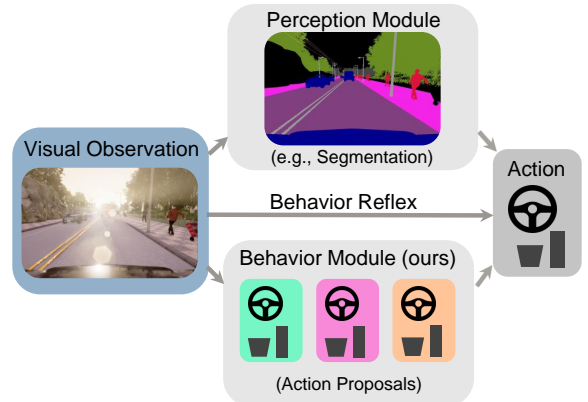 Perception Module
(e.g., Segmentation)
Visual Observation
Behavior Reflex
Action
Behavior Module (ours)
(Action Proposals)